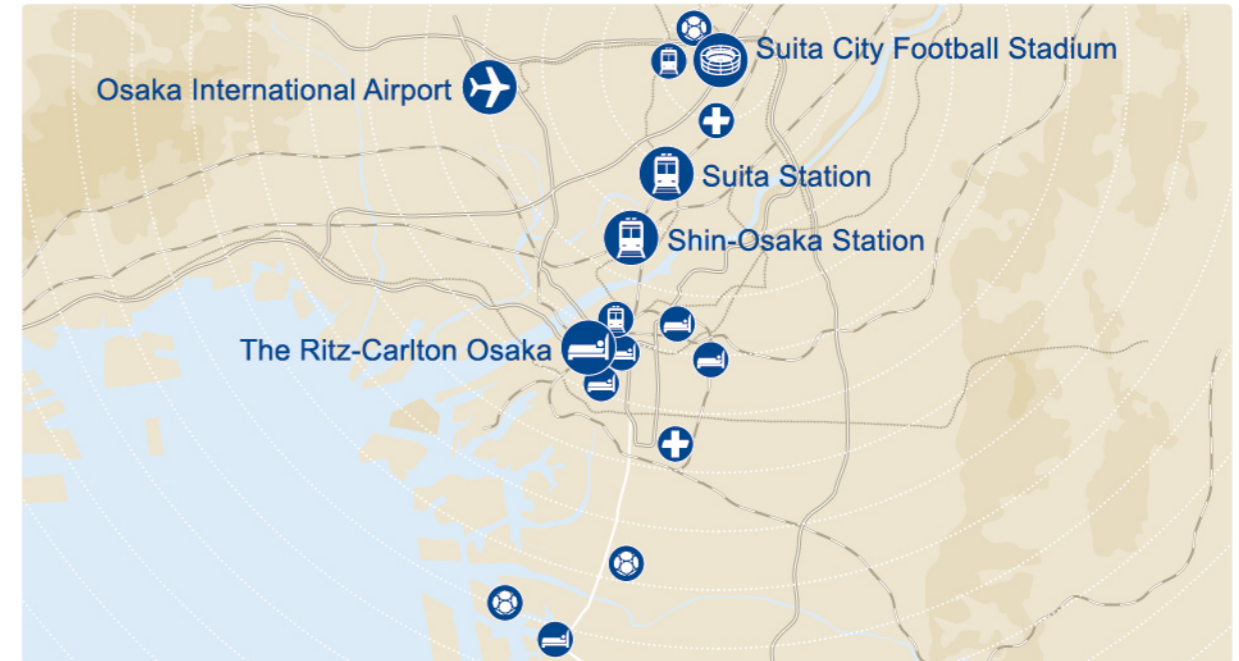 Suita City Football Stadium
Osaka International Airport
Suita Station
Shin-Osaka Station
The Ritz-Carlton Osaka